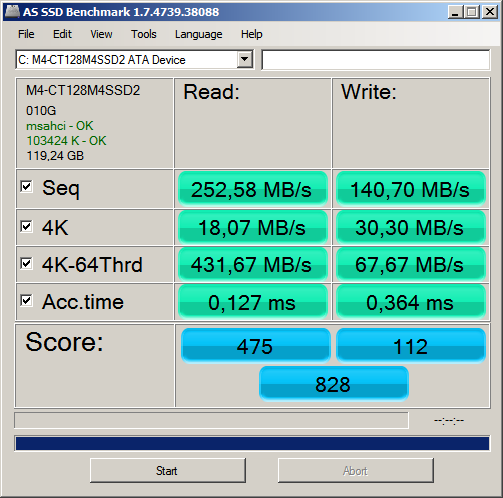 AS SSD Benchmark 1.7.4739.38088
File Edit View Tools Language Help
C: M4-CT128M4SSD2 ATA Device
M4-CT128M4SSD2
010G
msahci - OK
103424 K - OK
119,24 GB
Read: Write:
Seq 252,58 MB/s 140,70 MB/s
4K 18,07 MB/s 30,30 MB/s
4K-64Thrd 431,67 MB/s 67,67 MB/s
Acc.time 0,127 ms 0,364 ms
Score: 475 112
828
--:--:--
Start Abort